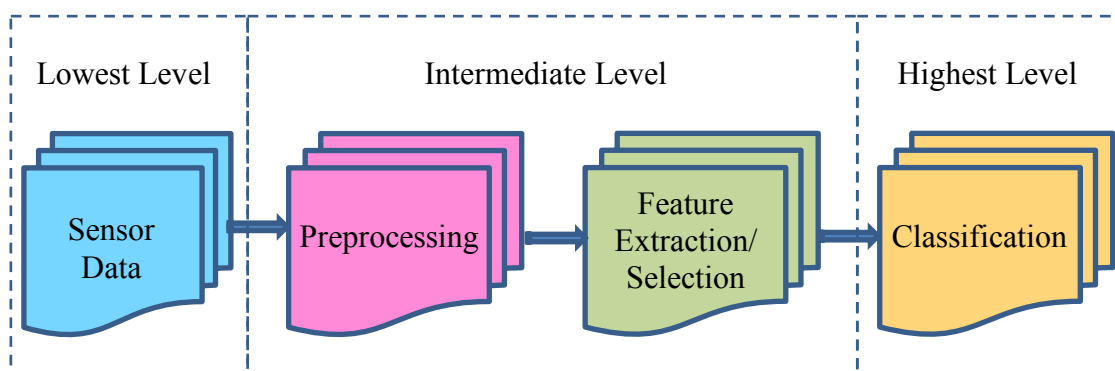 Lowest Level
Intermediate Level
Highest Level
Sensor
Data
Preprocessing
Feature
Extraction/
Selection
Classification